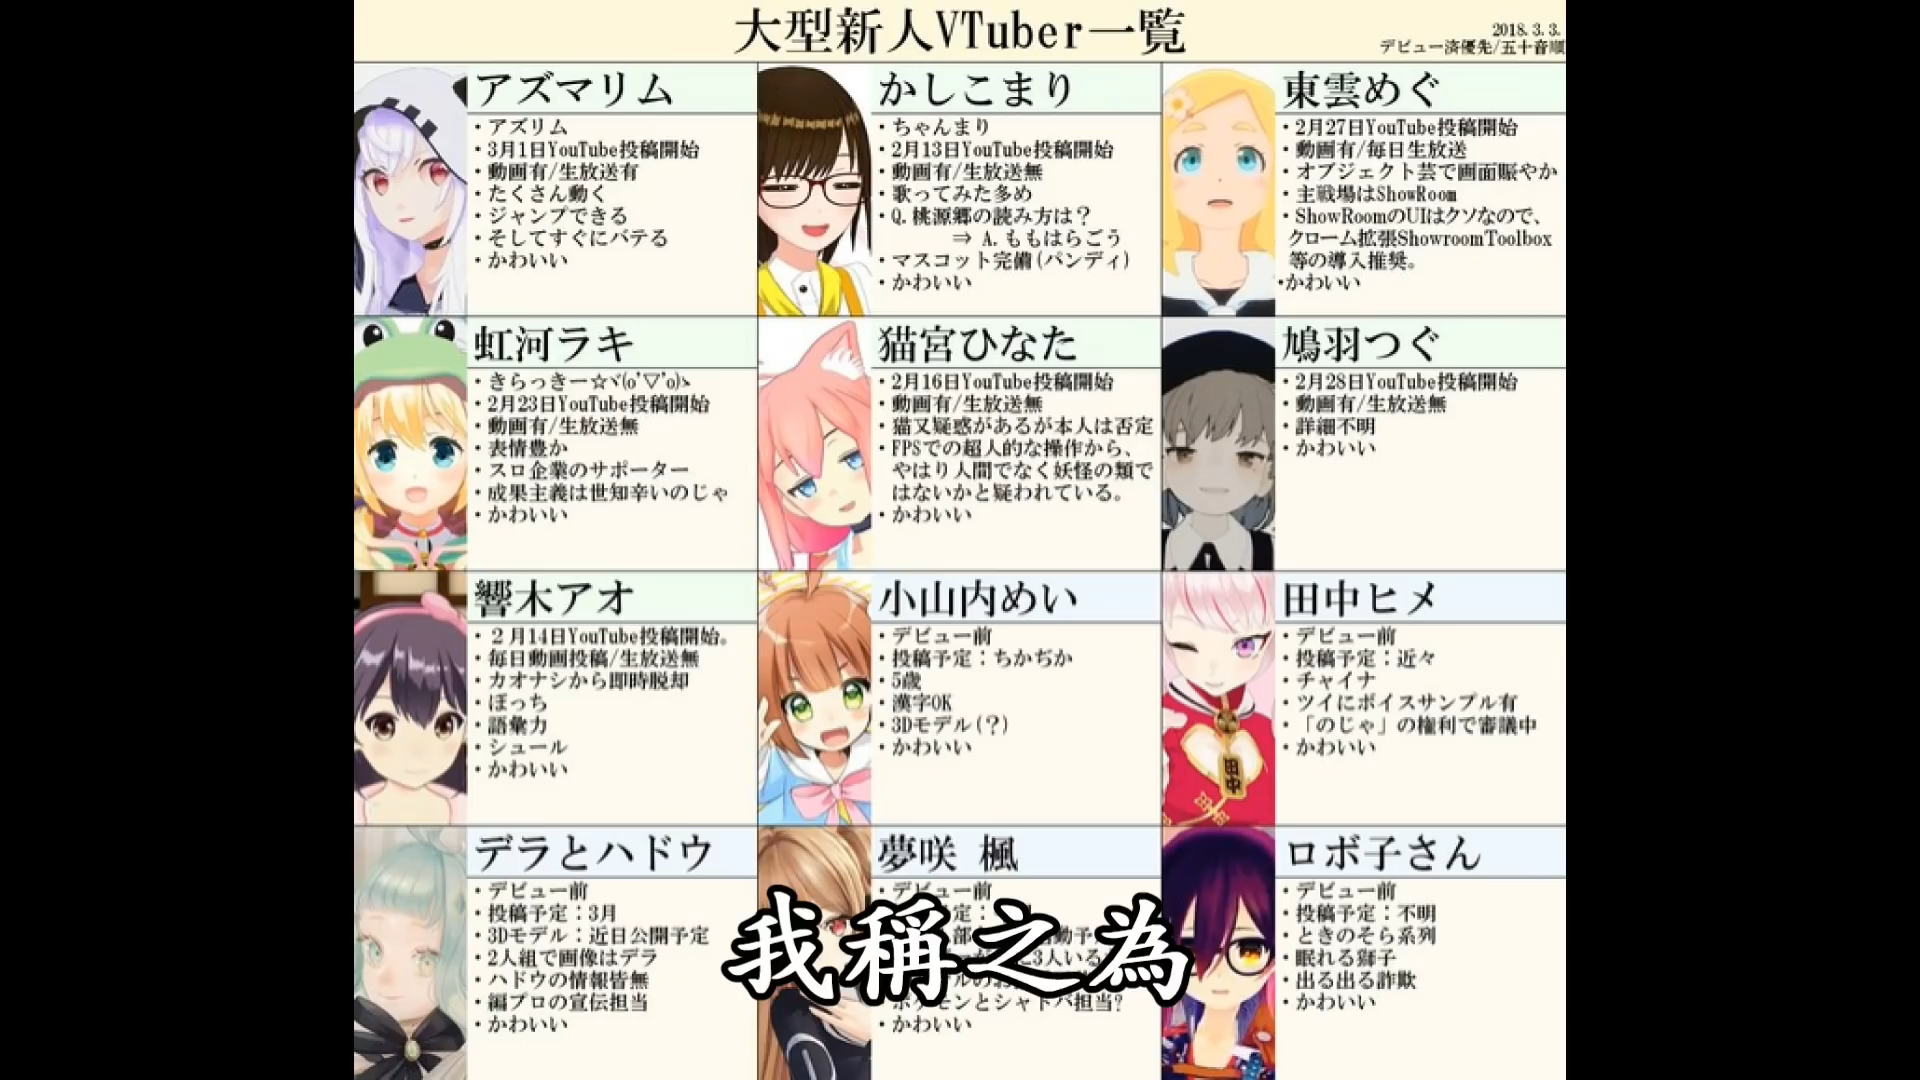 大型新人VTuber一覧
2018.3.3.
デビュー済優先/五十音順
アズマリム
・アズリム
・3月1日YouTube投稿開始
・動画有/生放送有
・たくさん動く
・ジャンプできる
・そしてすぐにバテる
・かわいい
かしこまり
・ちゃんまり
・2月13日YouTube投稿開始
・動画有/生放送無
・歌ってみた多め
・Q.桃源郷の読み方は？
⇒ A.ももはらごう
・マスコット完備(パンディ)
・かわいい
東雲めぐ
・2月27日YouTube投稿開始
・動画有/毎日生放送
・オブジェクト芸で画面賑やか
・主戦場はShowRoom
・ShowRoomのUIはクソなので、
クローム拡張ShowroomToolbox
等の導入推奨。
・かわいい
虹河ラキ
・きらっきー☆ヾ(o'▽'o)ゝ
・2月23日YouTube投稿開始
・動画有/生放送無
・表情豊か
・スロ企業のサポーター
・成果主義は世知辛いのじゃ
・かわいい
猫宮ひなた
・2月16日YouTube投稿開始
・動画有/生放送無
・猫又疑惑があるが本人は否定
・FPSでの超人的な操作から、
やはり人間でなく妖怪の類で
はないかと疑われている。
・かわいい
鳩羽つぐ
・2月28日YouTube投稿開始
・動画有/生放送無
・詳細不明
・かわいい
響木アオ
・２月14日YouTube投稿開始。
・毎日動画投稿/生放送無
・カオナシから即時脱却
・ぼっち
・語彙力
・シュール
・かわいい
小山内めい
・デビュー前
・投稿予定：ちかぢか
・5歳
・漢字OK
・3Dモデル(？)
・かわいい
田中ヒメ
・デビュー前
・投稿予定：近々
・チャイナ
・ツイにボイスサンプル有
・「のじゃ」の権利で審議中
・かわいい
田中
デラとハドウ
・デビュー前
・投稿予定：3月
・3Dモデル：近日公開予定
・2人組で画像はデラ
・ハドウの情報皆無
・編プロの宣伝担当
・かわいい
夢咲 楓
・デビュー前
ポケモンとシャドバ担当?
・かわいい
ロボ子さん
・デビュー前
・投稿予定：不明
・ときのそら系列
・眠れる獅子
・出る出る詐欺
・かわいい
我稱之為